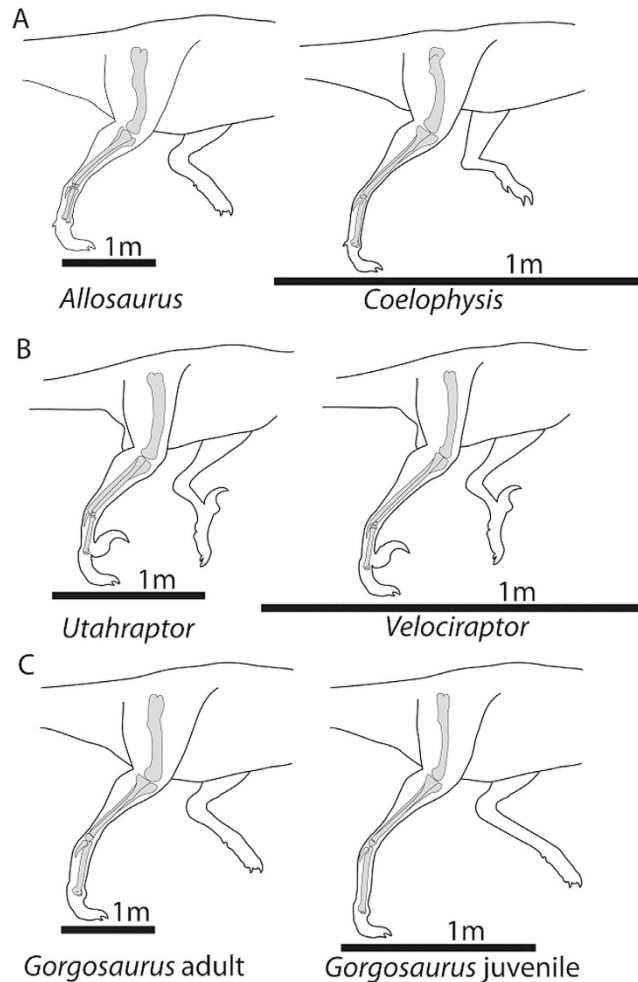 A
1m
1m
Allosaurus
Coelophysis
B
1m
1m
Utahraptor
Velociraptor
C
1m
1m
Gorgosaurus adult
Gorgosaurus juvenile